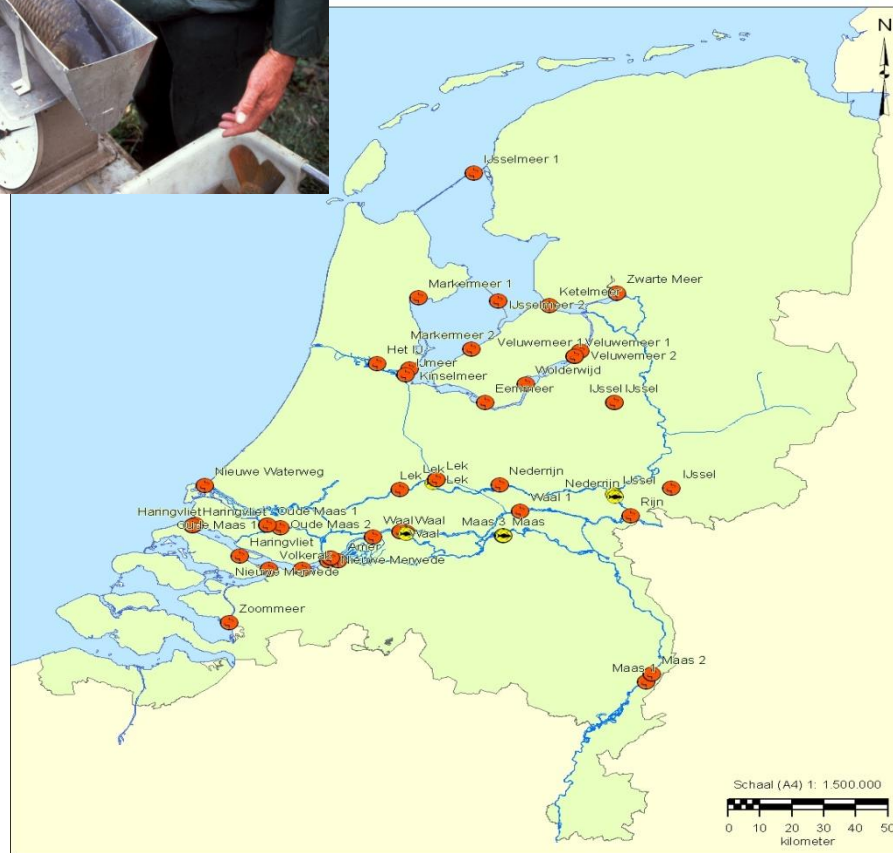 N
IJsselmeer 1
Markermeer 1
Ketelmeer
Zwarte Meer
IJsselmeer 2
Markermeer 2
Veluwemeer 1
Veluwemeer 1
Het IJ
Veluwemeer 2
IJmeer
Wolderwijd
Kinselmeer
Eemmeer
IJssel
IJssel
Nieuwe Waterweg
Lek
Lek
Lek
Lek
Nederrijn
Nederrijn
IJssel
IJssel
Waal 1
Rijn
Haringvliet
Haringvliet
Oude Maas 1
Oude Maas 1
Oude Maas 2
Waal
Waal
Waal
Maas 3
Maas
Haringvliet
Amer
Volkerak
Nieuwe Merwede
Nieuwe Merwede
Zoommeer
Maas 1
Maas 2
Schaal (A4) 1: 1.500.000
0 10 20 30 40 50
kilometer